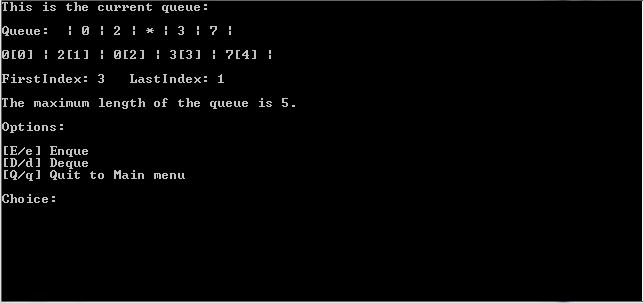 This is the current queue:
Queue:  ¦ 0 ¦ 2 ¦ * ¦ 3 ¦ 7 ¦
0[0] ¦ 2[1] ¦ 0[2] ¦ 3[3] ¦ 7[4] ¦
FirstIndex: 3   LastIndex: 1
The maximum length of the queue is 5.
Options:
[E/e] Enque
[D/d] Deque
[Q/q] Quit to Main menu
Choice: